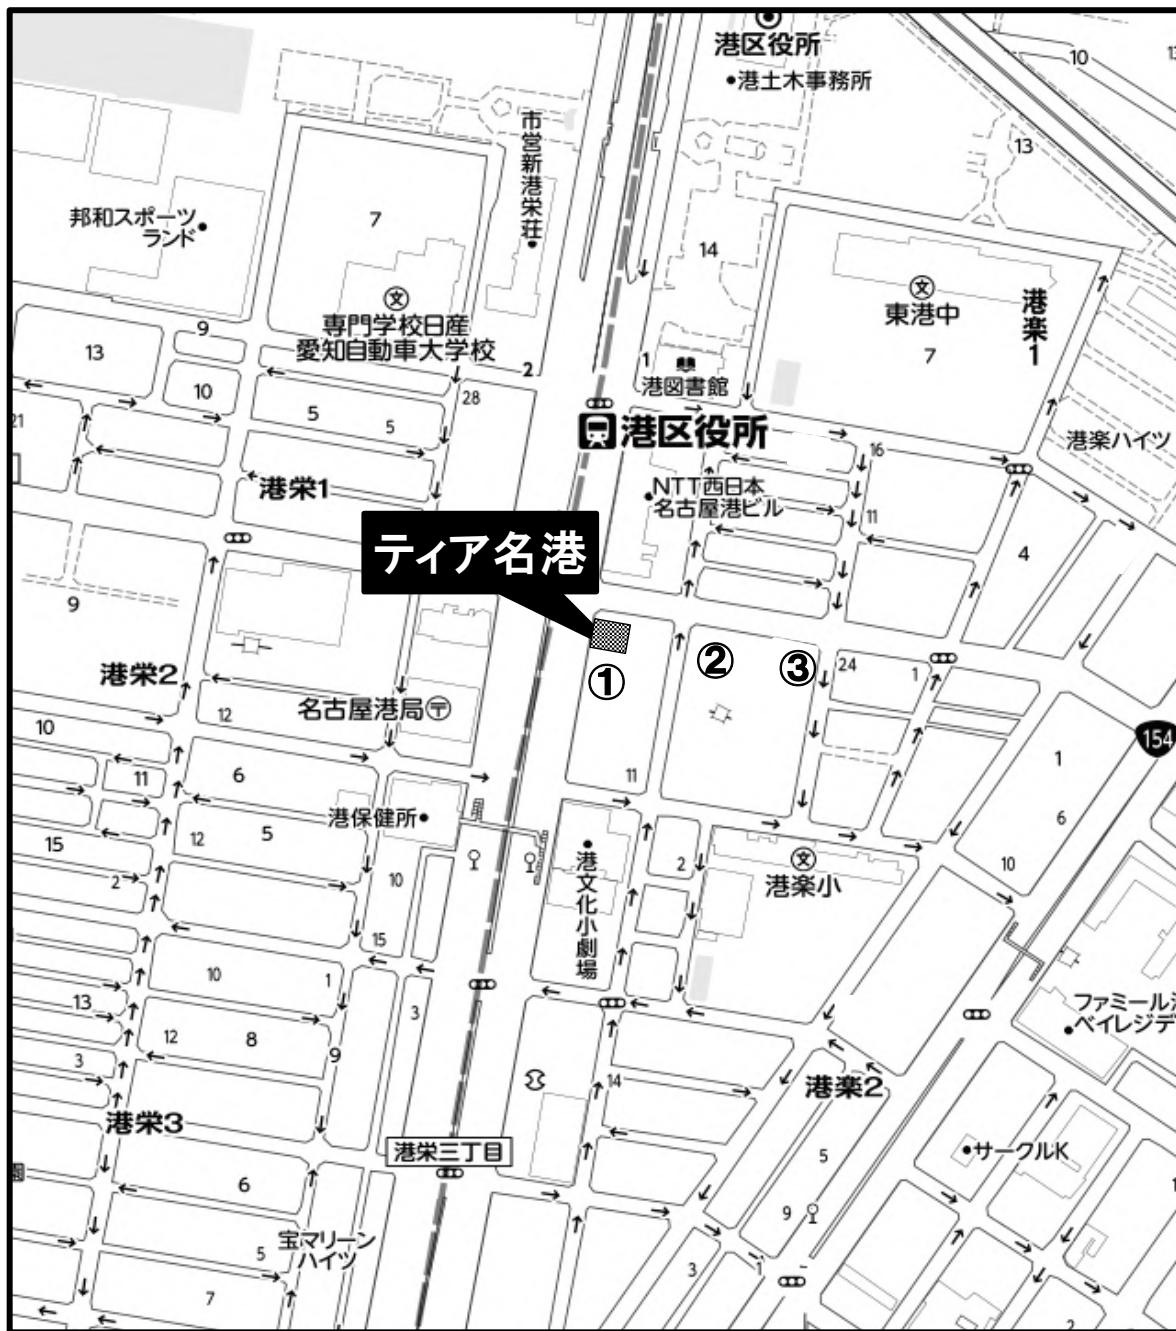 港区役所
港土木事務所
10
13
13
市営新港栄荘
邦和スポーツ
ランド
7
14
文
専門学校日産
愛知自動車大学校
文
東港中
7
港楽1
9
13
10
2
1
港図書館
28
5
5
21
港区役所
16
港楽ハイツ
港栄1
NTT西日本
名古屋港ビル
11
ティア名港
4
9
①
②
③
24
1
港栄2
名古屋港局〒
12
10
154
11
6
11
1
港保健所
12
5
6
15
2
10
港文化小劇場
2
文
港楽小
10
15
10
1
13
3
ファミール
ベイレジデ
12
8
9
3
14
港楽2
港栄3
港栄三丁目
サークルK
5
6
9
宝マリーン
ハイツ
5
7
3
1
2